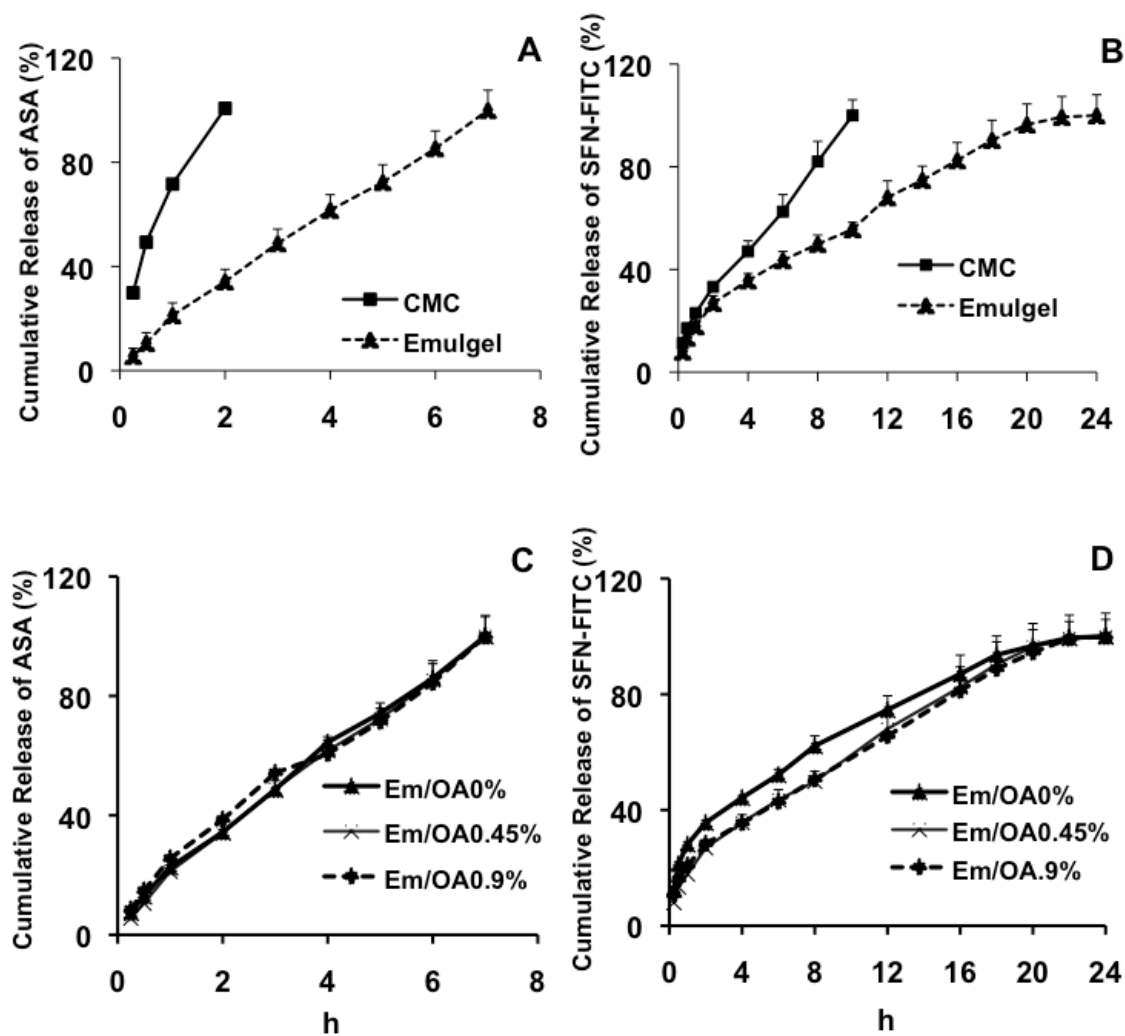 A
Cumulative Release of ASA (%)
120
80
40
0
0 2 4 6 8
CMC
Emulgel
B
Cumulative Release of SFN-FITC (%)
120
80
40
0
0 4 8 12 16 20 24
CMC
Emulgel
C
Cumulative Release of ASA (%)
120
80
40
0
0 2 4 6 8
h
Em/OA0%
Em/OA0.45%
Em/OA0.9%
D
Cumulative Release of SFN-FITC (%)
120
80
40
0
0 4 8 12 16 20 24
h
Em/OA0%
Em/OA0.45%
Em/OA.9%